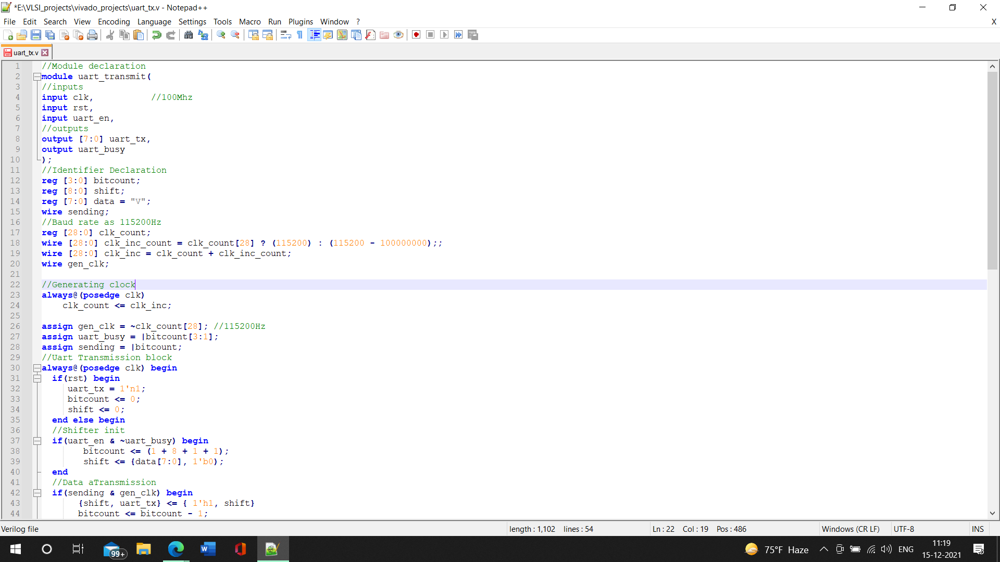 *E:\VLSI_projects\vivado_projects\uart_tx.v - Notepad++
File Edit Search View Encoding Language Settings Tools Macro Run Plugins Window ? X
uart_tx.v
1 //Module declaration
2 module uart_transmit(
3 //inputs
4 input clk, //100Mhz
5 input rst,
6 input uart_en,
7 //outputs
8 output [7:0] uart_tx,
9 output uart_busy
10 );
11 //Identifier Declaration
12 reg [3:0] bitcount;
13 reg [8:0] shift;
14 reg [7:0] data = "V";
15 wire sending;
16 //Baud rate as 115200Hz
17 reg [28:0] clk_count;
18 wire [28:0] clk_inc_count = clk_count[28] ? (115200) : (115200 - 100000000);;
19 wire [28:0] clk_inc = clk_count + clk_inc_count;
20 wire gen_clk;
21
22 //Generating clock
23 always@(posedge clk)
24 clk_count <= clk_inc;
25
26 assign gen_clk = ~clk_count[28]; //115200Hz
27 assign uart_busy = |bitcount[3:1];
28 assign sending = |bitcount;
29 //Uart Transmission block
30 always@(posedge clk) begin
31 if(rst) begin
32 uart_tx = 1'n1;
33 bitcount <= 0;
34 shift <= 0;
35 end else begin
36 //Shifter init
37 if(uart_en & ~uart_busy) begin
38 bitcount <= (1 + 8 + 1 + 1);
39 shift <= {data[7:0], 1'b0);
40 end
41 //Data aTransmission
42 if(sending & gen_clk) begin
43 {shift, uart_tx} <= { 1'h1, shift}
44 bitcount <= bitcount - 1;
Verilog file length : 1,102 lines : 54 Ln : 22 Col : 19 Pos : 486 Windows (CR LF) UTF-8 INS
99+ 75°F Haze ENG 11:19
15-12-2021